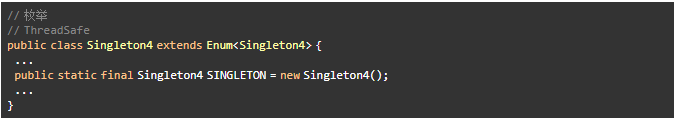 // 枚举
// ThreadSafe
public class Singleton4 extends Enum<Singleton4> {
...
public static final Singleton4 SINGLETON = new Singleton4();
...
}